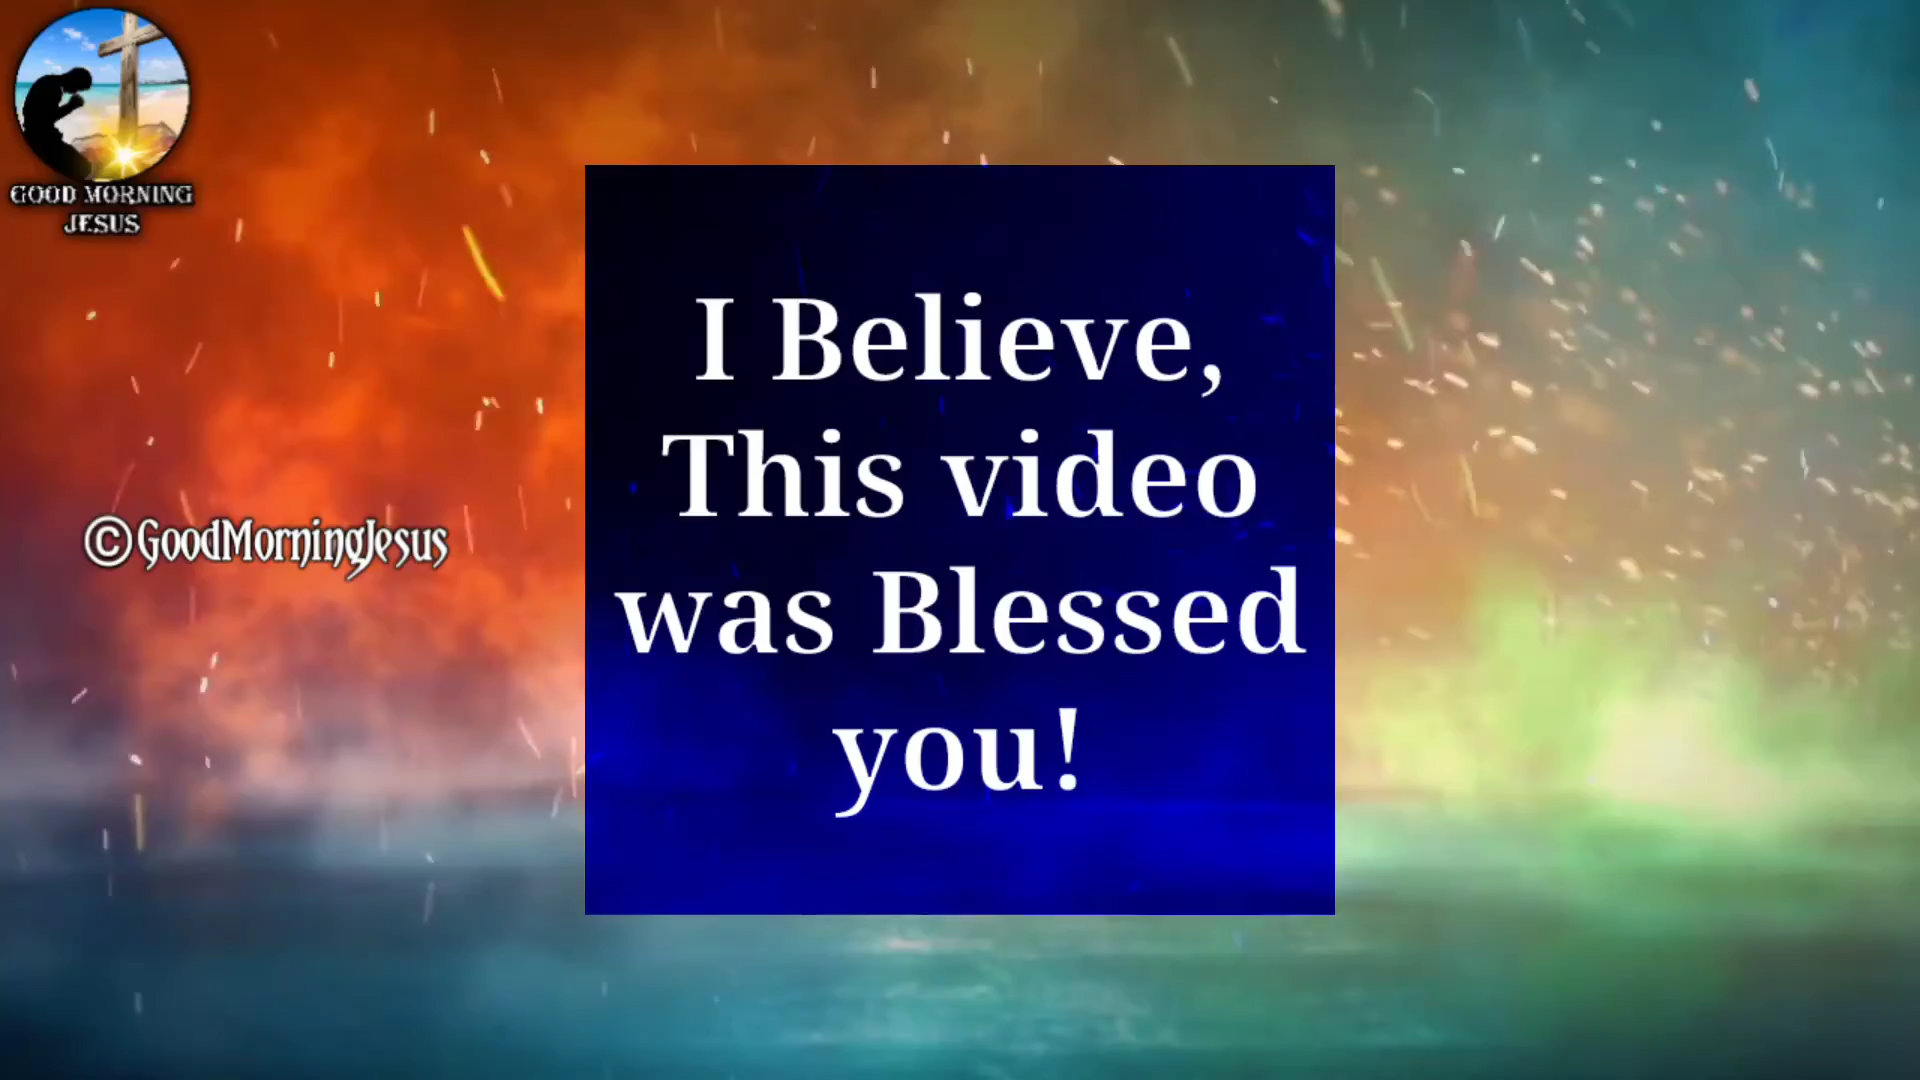 GOOD MORNING
JESUS
I Believe,
This video
was Blessed
you!
©GoodMorningJesus